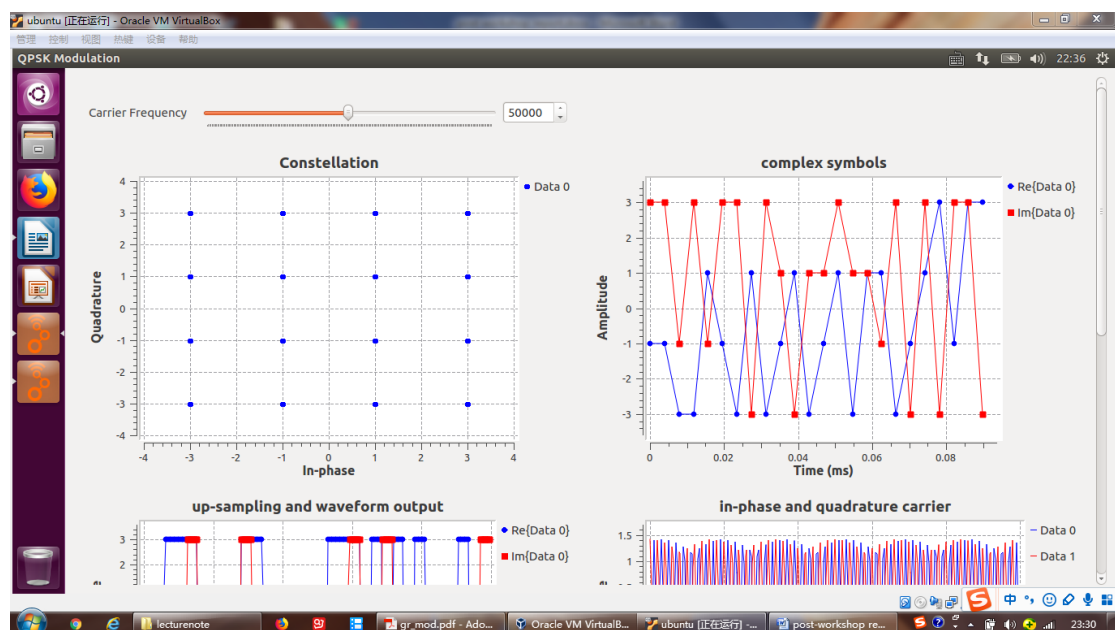 ubuntu [正在运行] - Oracle VM VirtualBox
管理 控制 视图 热键 设备 帮助
QPSK Modulation
22:36
Carrier Frequency
50000
Constellation
4
3
2
1
0
-1
-2
-3
-4
Quadrature
-4 -3 -2 -1 0 1 2 3 4
In-phase
Data 0
complex symbols
3
2
1
0
-1
-2
-3
Amplitude
0 0.02 0.04 0.06 0.08
Time (ms)
Re{Data 0}
Im{Data 0}
up-sampling and waveform output
3
2
Re{Data 0}
Im{Data 0}
in-phase and quadrature carrier
1.5
1
Data 0
Data 1
中
lecturenote
gr_mod.pdf - Ado...
Oracle VM VirtualB...
ubuntu [正在运行] -...
post-workshop re...
23:30